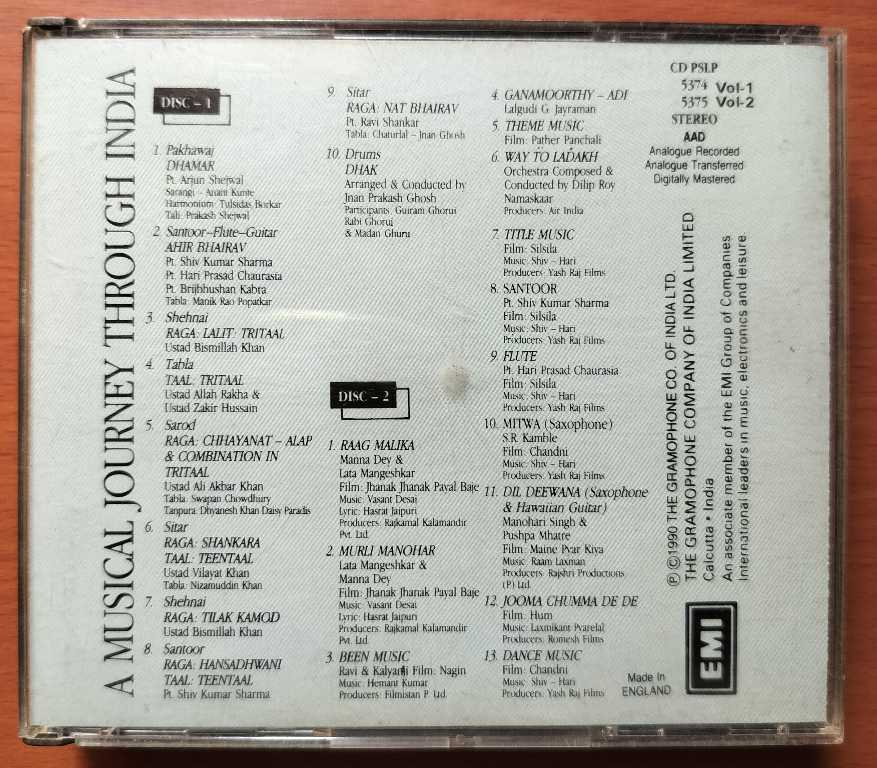 A MUSICAL JOURNEY THROUGH INDIA
DISC – 1
1. Pakhawaj
DHAMAR
Pt. Arjun Shejwal
Sarangi – Anant Kunte
Harmonium: Tulsidas Borkar
Tali: Prakash Shejwal
2. Santoor–Flute–Guitar
AHIR BHAIRAV
Pt. Shiv Kumar Sharma
Pt. Hari Prasad Chaurasia
Pt. Brijbhushan Kabra
Tabla: Manik Rao Popatkar
3. Shehnai
RAGA: LALIT: TRITAAL
Ustad Bismillah Khan
4. Tabla
TAAL: TRITAAL
Ustad Allah Rakha &
Ustad Zakir Hussain
5. Sarod
RAGA: CHHAYANAT – ALAP
& COMBINATION IN
TRITAAL
Ustad Ali Akbar Khan
Tabla: Swapan Chowdhury
Tanpura: Dhyanesh Khan Daisy Paradis
6. Sitar
RAGA: SHANKARA
TAAL: TEENTAAL
Ustad Vilayat Khan
Tabla: Nizamuddin Khan
7. Shehnai
RAGA: TILAK KAMOD
Ustad Bismillah Khan
8. Santoor
RAGA: HANSADHWANI
TAAL: TEENTAAL
Pt. Shiv Kumar Sharma
9. Sitar
RAGA: NAT BHAIRAV
Pt. Ravi Shankar
Tabla: Chaturlal – Jnan Ghosh
10. Drums
DHAK
Arranged & Conducted by
Jnan Prakash Ghosh
Participants: Guiram Ghorui
Rabi Ghorui
& Madan Ghuru
DISC – 2
1. RAAG MALIKA
Manna Dey &
Lata Mangeshkar
Film: Jhanak Jhanak Payal Baje
Music: Vasant Desai
Lyric: Hasrat Jaipuri
Producers: Rajkamal Kalamandir
Pvt. Ltd.
2. MURLI MANOHAR
Lata Mangeshkar &
Manna Dey
Film: Jhanak Jhanak Payal Baje
Music: Vasant Desai
Lyric: Hasrat Jaipuri
Producers: Rajkamal Kalamandir
Pvt. Ltd.
3. BEEN MUSIC
Ravi & Kalyanji Film: Nagin
Music: Hemant Kumar
Producers: Filmistan P. Ltd.
4. GANAMOORTHY – ADI
Lalgudi G. Jayraman
5. THEME MUSIC
Film: Pather Panchali
6. WAY TO LADAKH
Orchestra Composed &
Conducted by Dilip Roy
Namaskaar
Producers: Air India
7. TITLE MUSIC
Film: Silsila
Music: Shiv – Hari
Producers: Yash Raj Films
8. SANTOOR
Pt. Shiv Kumar Sharma
Film: Silsila
Music: Shiv – Hari
Producers: Yash Raj Films
9. FLUTE
Pt. Hari Prasad Chaurasia
Film: Silsila
Music: Shiv – Hari
Producers: Yash Raj Films
10. MITWA (Saxophone)
S.R. Kamble
Film: Chandni
Music: Shiv – Hari
Producers: Yash Raj Films
11. DIL DEEWANA (Saxophone
& Hawaiian Guitar)
Manohari Singh &
Pushpa Mhatre
Film: Maine Pyar Kiya
Music: Raam Laxman
Producers: Rajshri Productions
(P) Ltd.
12. JOOMA CHUMMA DE DE
Film: Hum
Music: Laxmikant Pyarelal
Producers: Romesh Films
13. DANCE MUSIC
Film: Chandni
Music: Shiv – Hari
Producers: Yash Raj Films
CD PSLP
5374 Vol-1
5375 Vol-2
STEREO
AAD
Analogue Recorded
Analogue Transferred
Digitally Mastered
Ⓟ©1990 THE GRAMOPHONE CO. OF INDIA LTD.
THE GRAMOPHONE COMPANY OF INDIA LIMITED
Calcutta • India
An associate member of the EMI Group of Companies
International leaders in music, electronics and leisure
EMI
Made in
ENGLAND